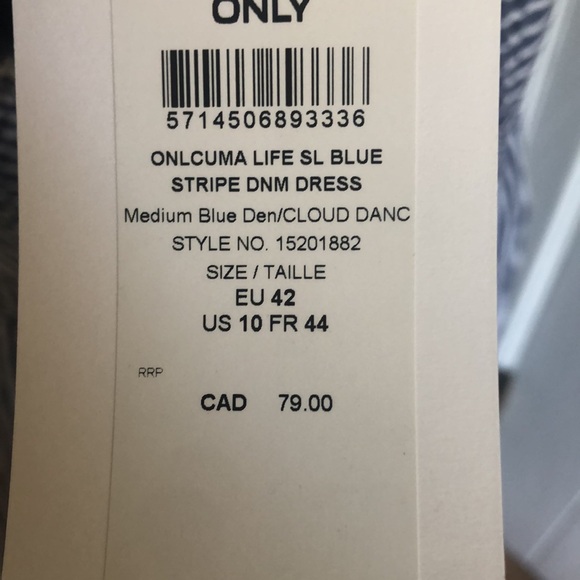 ONLY
5714506893336
ONLCUMA LIFE SL BLUE
STRIPE DNM DRESS
Medium Blue Den/CLOUD DANC
STYLE NO. 15201882
SIZE / TAILLE
EU 42
US 10 FR 44
RRP
CAD 79.00